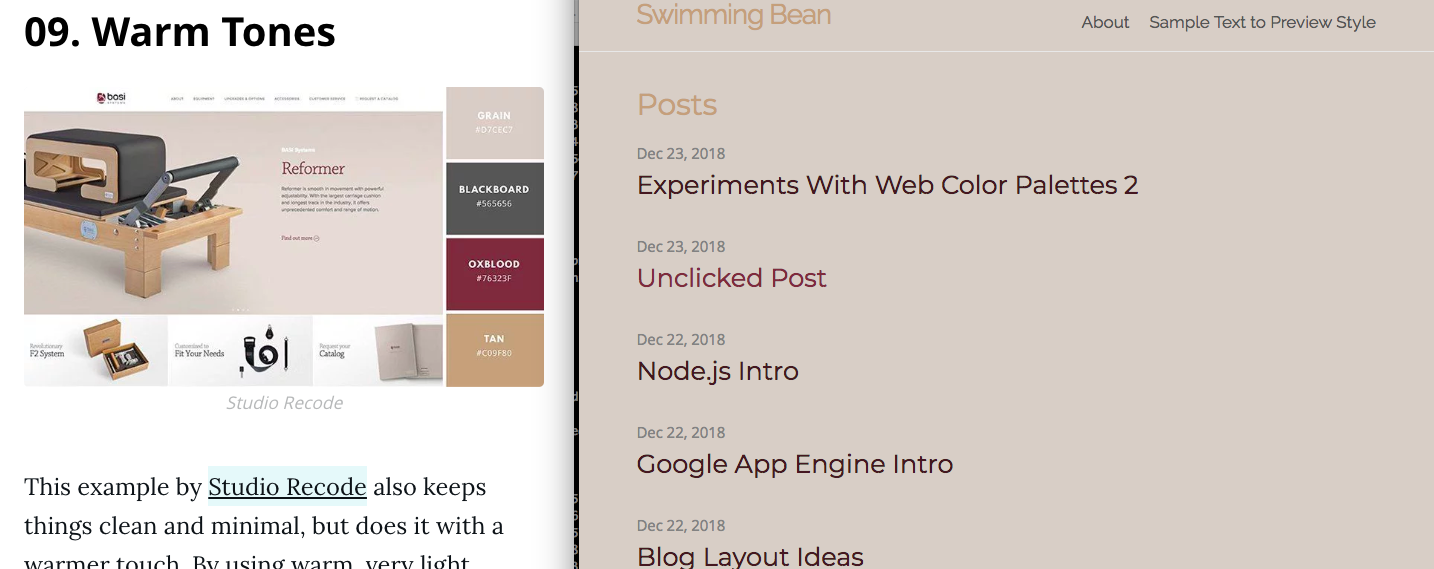 09. Warm Tones
basi
SYSTEMS
ABOUT EQUIPMENT UPGRADES & OPTIONS ACCESSORIES CUSTOMER SERVICE REQUEST A CATALOG
BASI Systems
Reformer
Reformer is smooth in movement with powerful
adjustability. With the largest carriage cushion
and longest track in the industry, it offers
unprecedented comfort and range of motion.
Find out more
Revolutionary
F2 System
Customized to
Fit Your Needs
Request your
Catalog
GRAIN
#D7CEC7
BLACKBOARD
#565656
OXBLOOD
#76323F
TAN
#C09F80
Studio Recode
This example by Studio Recode also keeps
things clean and minimal, but does it with a
warmer touch. By using warm, very light
Swimming Bean
About Sample Text to Preview Style
Posts
Dec 23, 2018
Experiments With Web Color Palettes 2
Dec 23, 2018
Unclicked Post
Dec 22, 2018
Node.js Intro
Dec 22, 2018
Google App Engine Intro
Dec 22, 2018
Blog Layout Ideas